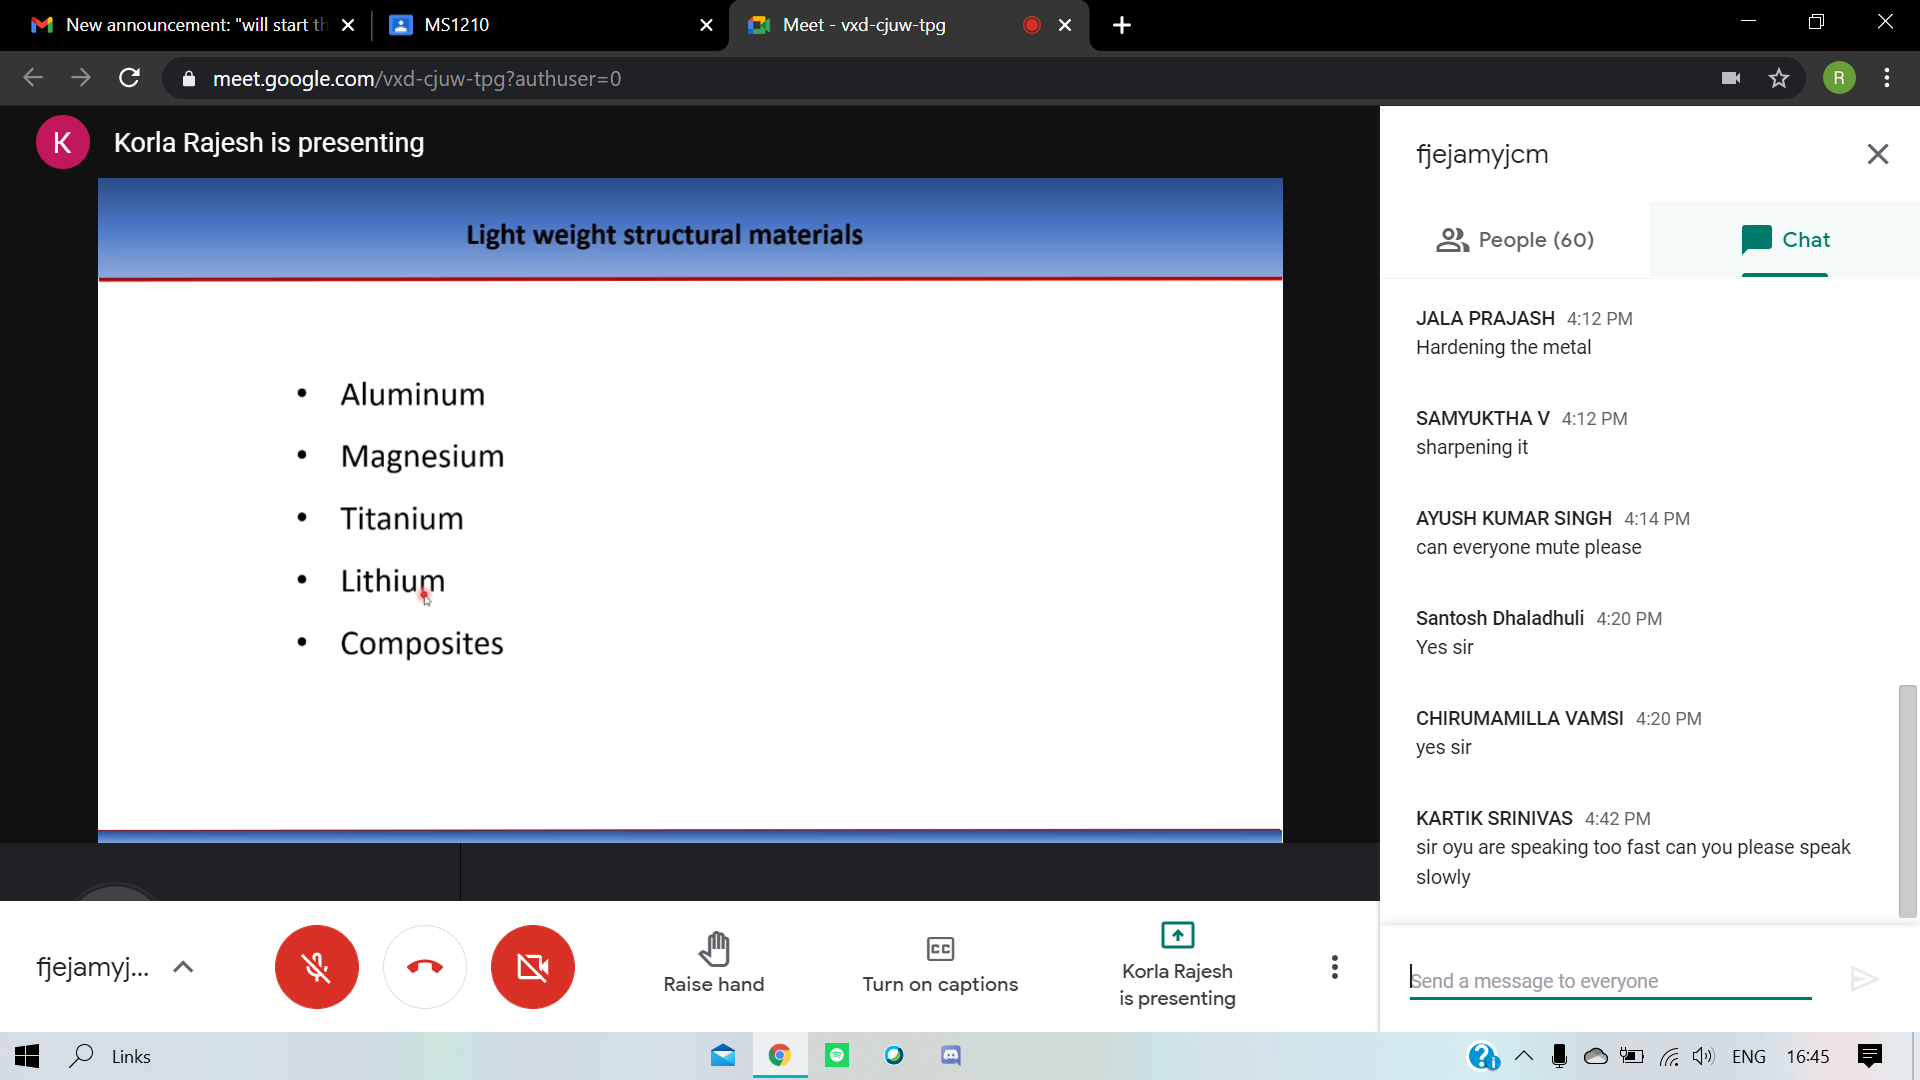 New announcement: "will start th
MS1210
Meet - vxd-cjuw-tpg
meet.google.com/vxd-cjuw-tpg?authuser=0
R
K
Korla Rajesh is presenting
Light weight structural materials
• Aluminum
• Magnesium
• Titanium
• Lithium
• Composites
fjejamyjcm
People (60)
Chat
JALA PRAJASH 4:12 PM
Hardening the metal
SAMYUKTHA V 4:12 PM
sharpening it
AYUSH KUMAR SINGH 4:14 PM
can everyone mute please
Santosh Dhaladhuli 4:20 PM
Yes sir
CHIRUMAMILLA VAMSI 4:20 PM
yes sir
KARTIK SRINIVAS 4:42 PM
sir oyu are speaking too fast can you please speak
slowly
Send a message to everyone
fjejamyj...
Raise hand
CC
Turn on captions
Korla Rajesh
is presenting
Links
ENG
16:45